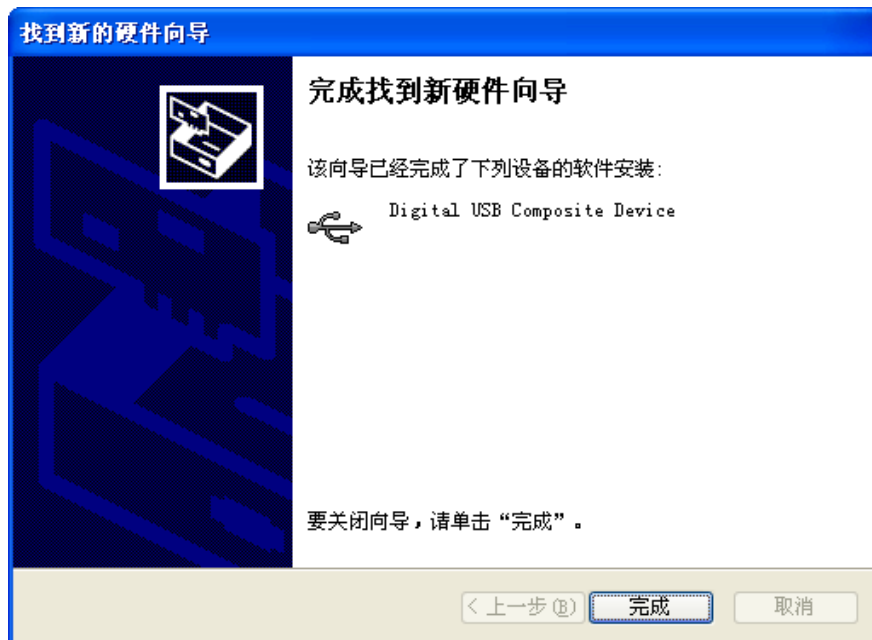 找到新的硬件向导
完成找到新硬件向导
该向导已经完成了下列设备的软件安装:
Digital USB Composite Device
要关闭向导，请单击“完成”。
< 上一步(B)
完成
取消